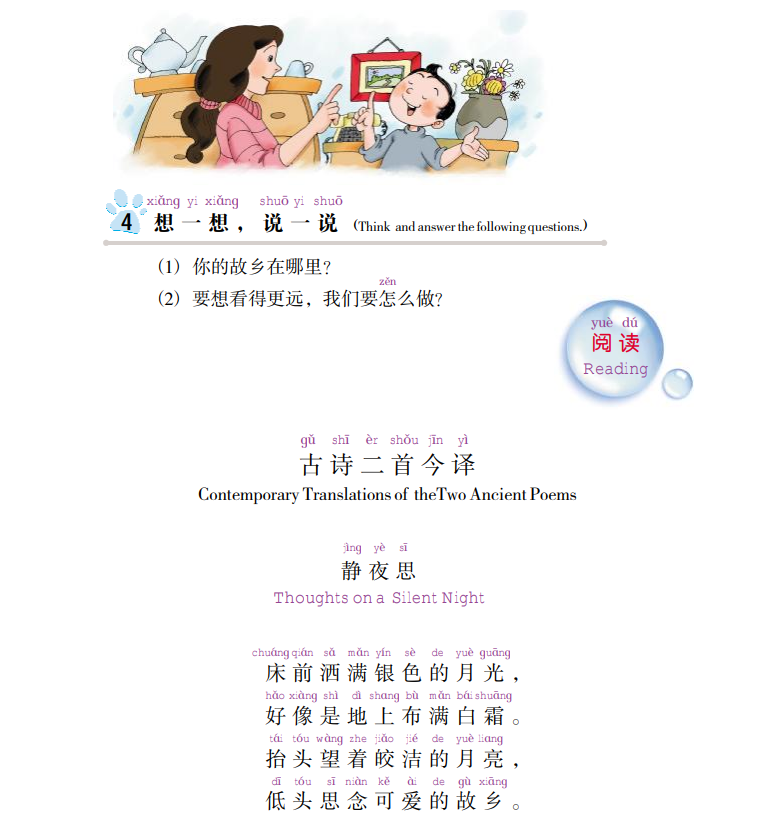 xiǎng yi xiǎng shuō yi shuō
4 想一想，说一说 (Think and answer the following questions.)
(1) 你的故乡在哪里?
zěn
(2) 要想看得更远，我们要怎么做?
yuè dú
阅读
Reading
gǔ shī èr shǒu jīn yì
古诗二首今译
Contemporary Translations of theTwo Ancient Poems
jìng yè sī
静夜思
Thoughts on a Silent Night
chuáng qián sǎ mǎn yín sè de yuè guāng
床前洒满银色的月光，
hǎo xiàng shì dì shang bù mǎn bái shuāng
好像是地上布满白霜。
tái tóu wàng zhe jiǎo jié de yuè liang
抬头望着皎洁的月亮，
dī tóu sī niàn kě ài de gù xiāng
低头思念可爱的故乡。